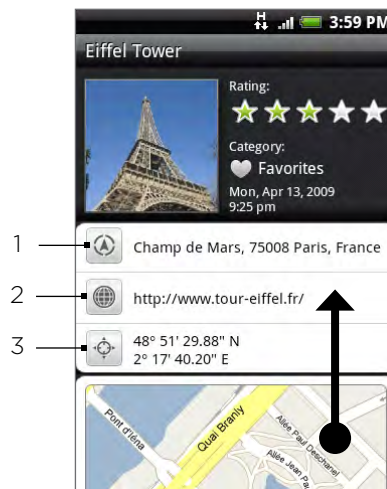 H
3:59 PM
Eiffel Tower
Rating:
Category:
Favorites
Mon, Apr 13, 2009
9:25 pm
1
Champ de Mars, 75008 Paris, France
2
http://www.tour-eiffel.fr/
3
48° 51' 29.88" N
2° 17' 40.20" E
Pont d'Iéna
Quai Branly
Allée Paul Deschanel
Allée Jean Pau